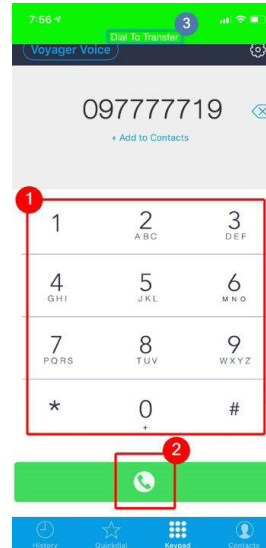 7:56
3
Dial To Transfer
Voyager Voice
097777719
+ Add to Contacts
1
1 2 3
ABC DEF
4 5 6
GHI JKL MNO
7 8 9
PQRS TUV WXYZ
2
* 0 #
+
History Quickdial Keypad Contacts